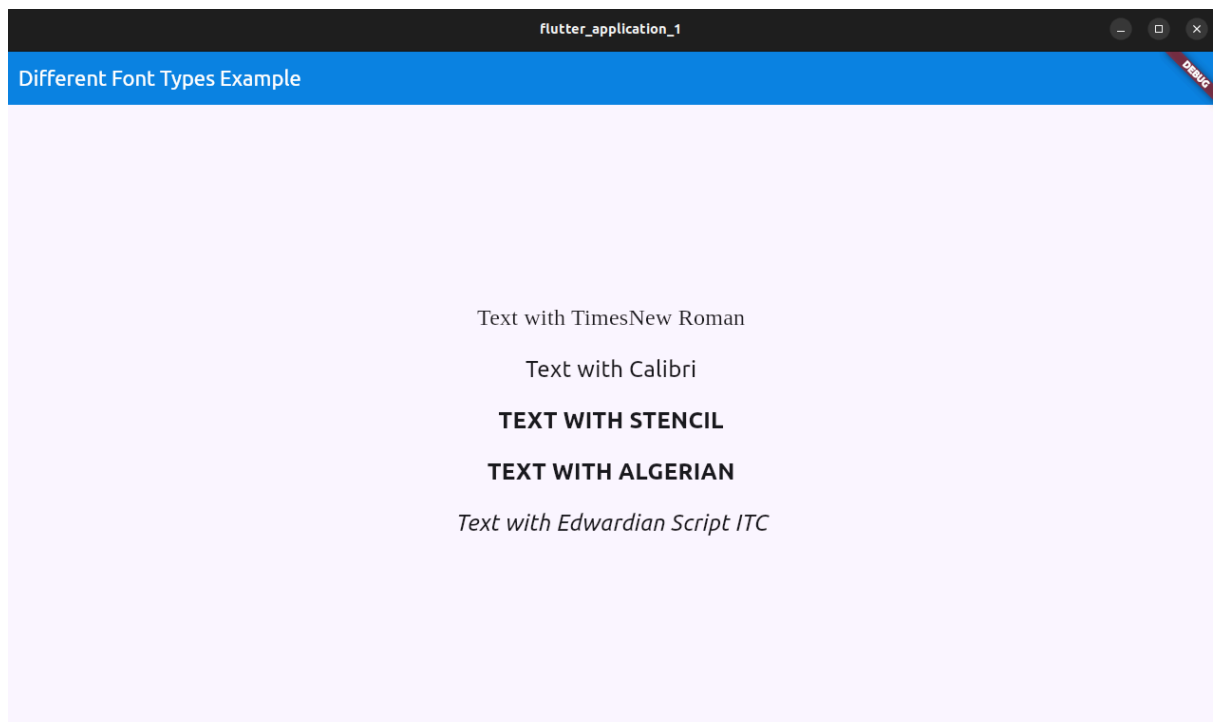 flutter_application_1
Different Font Types Example
DEBUG
Text with TimesNew Roman
Text with Calibri
TEXT WITH STENCIL
TEXT WITH ALGERIAN
Text with Edwardian Script ITC